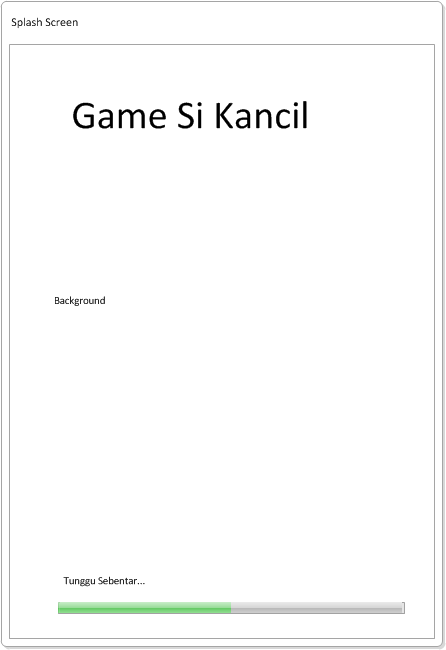 Splash Screen
Game Si Kancil
Background
Tunggu Sebentar...